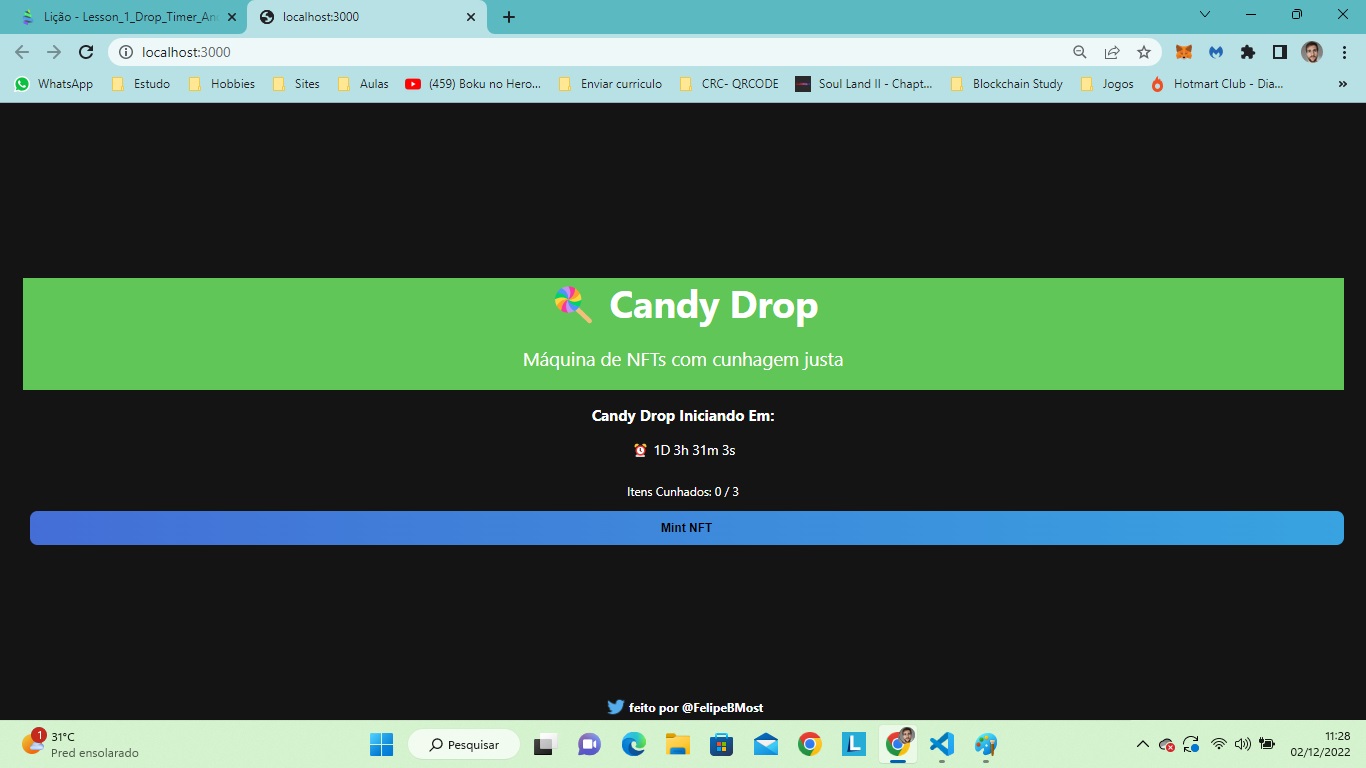 Lição - Lesson_1_Drop_Timer_An
localhost:3000
localhost:3000
WhatsApp
Estudo
Hobbies
Sites
Aulas
(459) Boku no Hero...
Enviar curriculo
CRC- QRCODE
Soul Land II - Chapt...
Blockchain Study
Jogos
Hotmart Club - Dia...
»
Candy Drop
Máquina de NFTs com cunhagem justa
Candy Drop Iniciando Em:
1D 3h 31m 3s
Itens Cunhados: 0 / 3
Mint NFT
feito por @FelipeBMost
1
31°C
Pred ensolarado
Pesquisar
L
11:28
02/12/2022